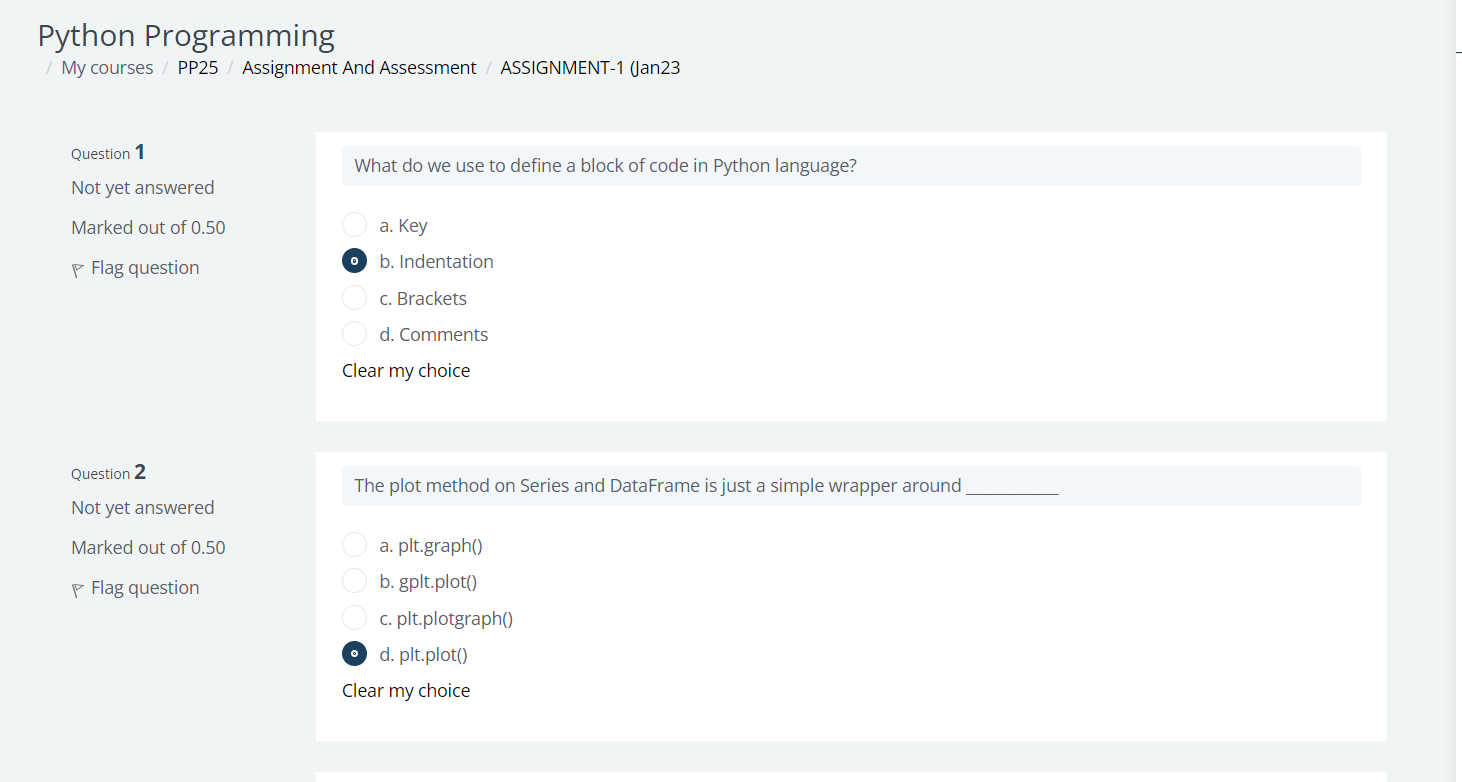 Python Programming
/ My courses / PP25 / Assignment And Assessment / ASSIGNMENT-1 (Jan23
Question 1
Not yet answered
Marked out of 0.50
Flag question
What do we use to define a block of code in Python language?
a. Key
b. Indentation
c. Brackets
d. Comments
Clear my choice
Question 2
Not yet answered
Marked out of 0.50
Flag question
The plot method on Series and DataFrame is just a simple wrapper around ___________
a. plt.graph()
b. gplt.plot()
c. plt.plotgraph()
d. plt.plot()
Clear my choice